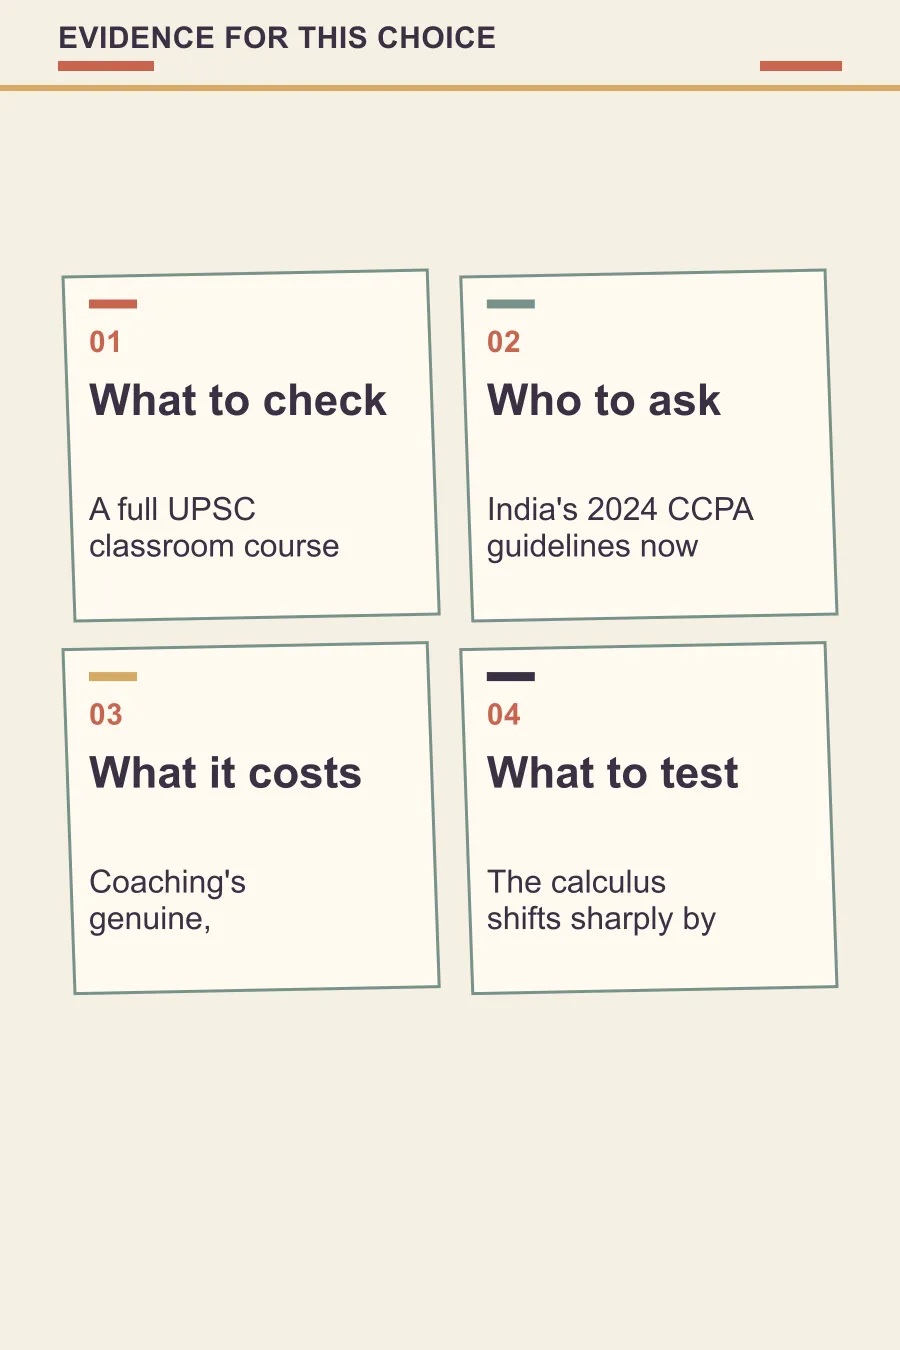 EVIDENCE FOR THIS CHOICE
01
What to check
A full UPSC
classroom course
02
Who to ask
India's 2024 CCPA
guidelines now
03
What it costs
Coaching's
genuine,
04
What to test
The calculus
shifts sharply by